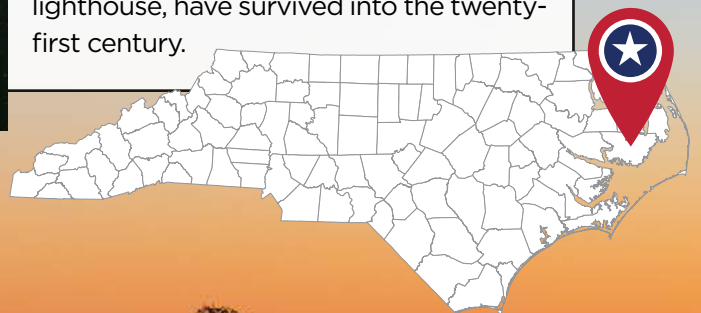 lighthouse, have survived into the twenty-
first century.